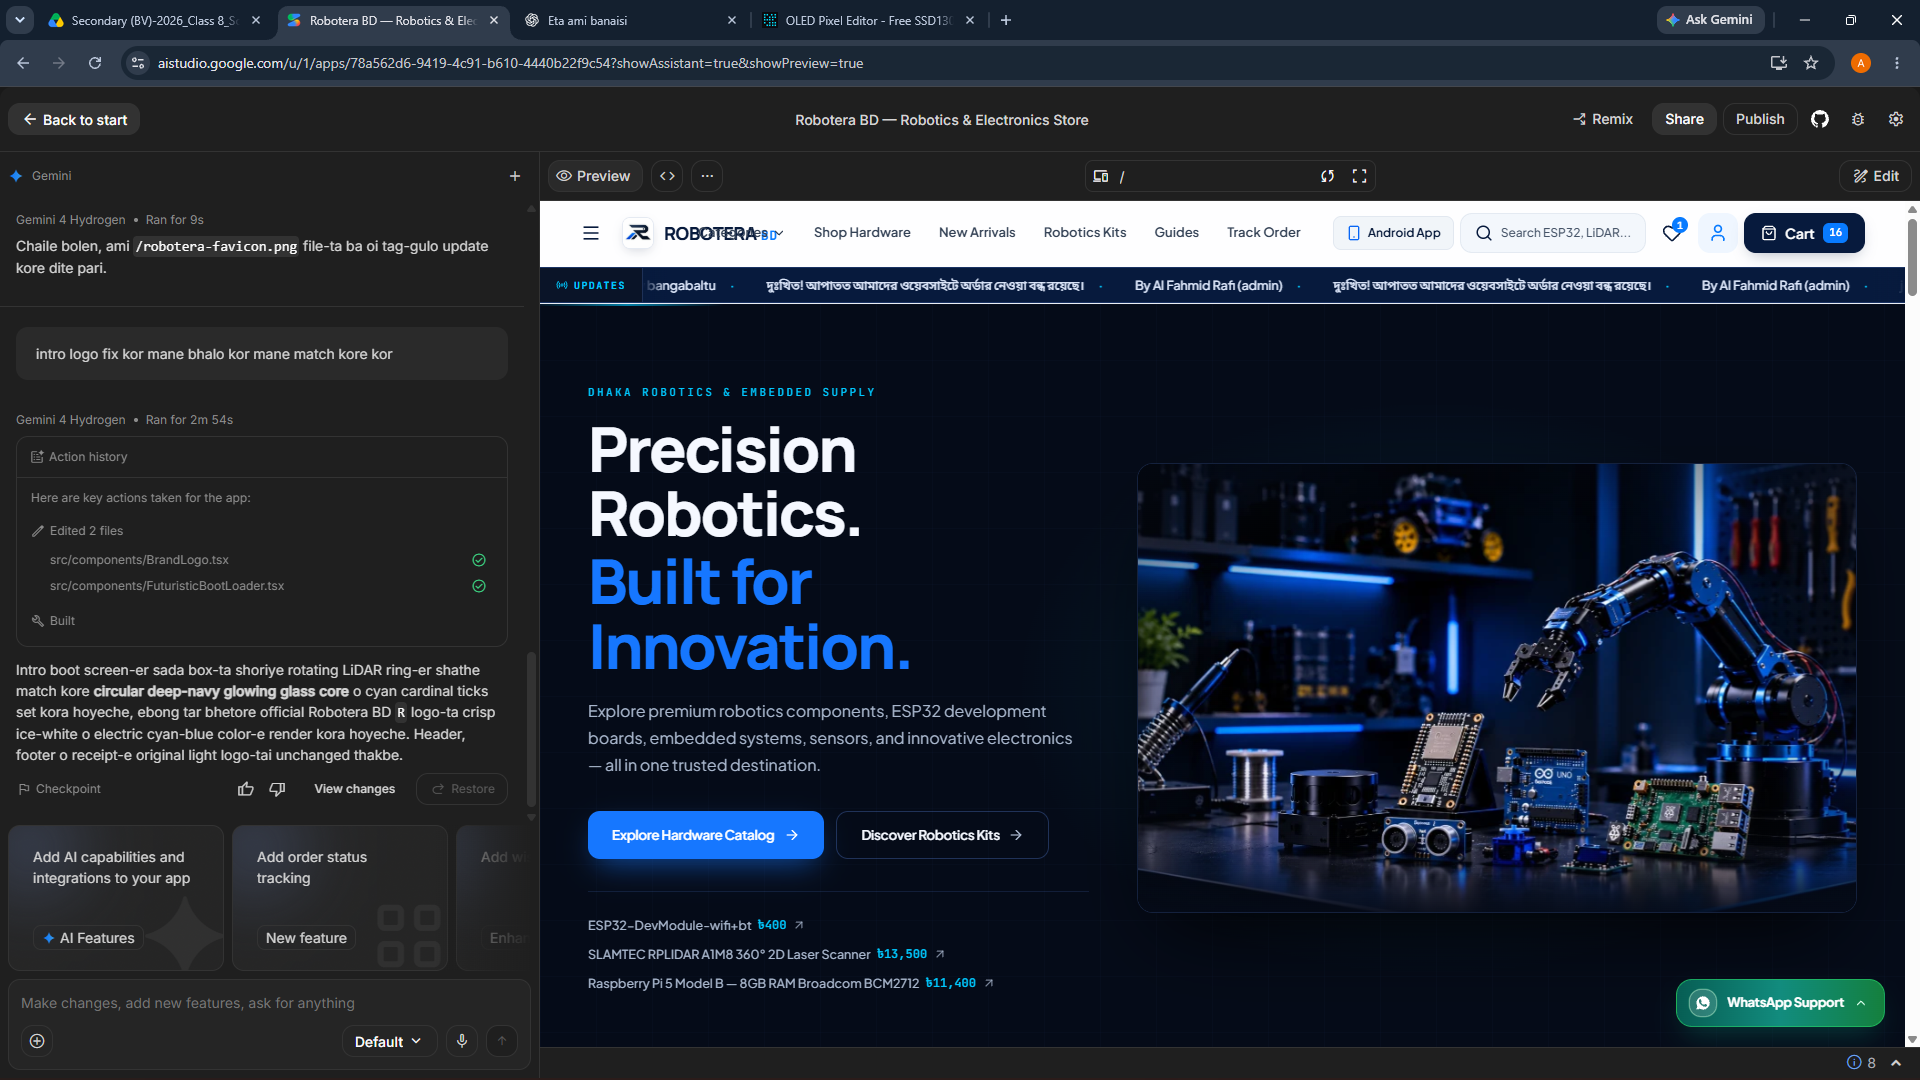 Secondary (BV)-2026_Class 8_S
Robotera BD — Robotics & Elec
Eta ami banaisi
OLED Pixel Editor - Free SSD130
Ask Gemini
aistudio.google.com/u/1/apps/78a562d6-9419-4c91-b610-4440b22f9c54?showAssistant=true&showPreview=true
A
Back to start
Robotera BD — Robotics & Electronics Store
Remix
Share
Publish
Gemini
Preview
/
Edit
Gemini 4 Hydrogen • Ran for 9s
Chaile bolen, ami /robotera-favicon.png file-ta ba oi tag-gulo update
kore dite pari.
intro logo fix kor mane bhalo kor mane match kore kor
Gemini 4 Hydrogen • Ran for 2m 54s
Action history
Here are key actions taken for the app:
Edited 2 files
src/components/BrandLogo.tsx
src/components/FuturisticBootLoader.tsx
Built
Intro boot screen-er sada box-ta shoriye rotating LiDAR ring-er shathe
match kore circular deep-navy glowing glass core o cyan cardinal ticks
set kora hoyeche, ebong tar bhetore official Robotera BD R logo-ta crisp
ice-white o electric cyan-blue color-e render kora hoyeche. Header,
footer o receipt-e original light logo-tai unchanged thakbe.
Checkpoint
View changes
Restore
Add AI capabilities and
integrations to your app
AI Features
Add order status
tracking
New feature
Add
Enhan
Make changes, add new features, ask for anything
Default
ROBOTERA BD
Categories
Shop Hardware
New Arrivals
Robotics Kits
Guides
Track Order
Android App
Search ESP32, LiDAR...
1
Cart 16
UPDATES
bangabaltu • দুঃখিত! আপাতত আমাদের ওয়েবসাইটে অর্ডার নেওয়া বন্ধ রয়েছে। • By Al Fahmid Rafi (admin) • দুঃখিত! আপাতত আমাদের ওয়েবসাইটে অর্ডার নেওয়া বন্ধ রয়েছে। • By Al Fahmid Rafi (admin) •
DHAKA ROBOTICS & EMBEDDED SUPPLY
Precision
Robotics.
Built for
Innovation.
Explore premium robotics components, ESP32 development
boards, embedded systems, sensors, and innovative electronics
— all in one trusted destination.
Explore Hardware Catalog
Discover Robotics Kits
ESP32-DevModule-wifi+bt ৳400
SLAMTEC RPLIDAR A1M8 360° 2D Laser Scanner ৳13,500
Raspberry Pi 5 Model B — 8GB RAM Broadcom BCM2712 ৳11,400
UNO
WhatsApp Support
8